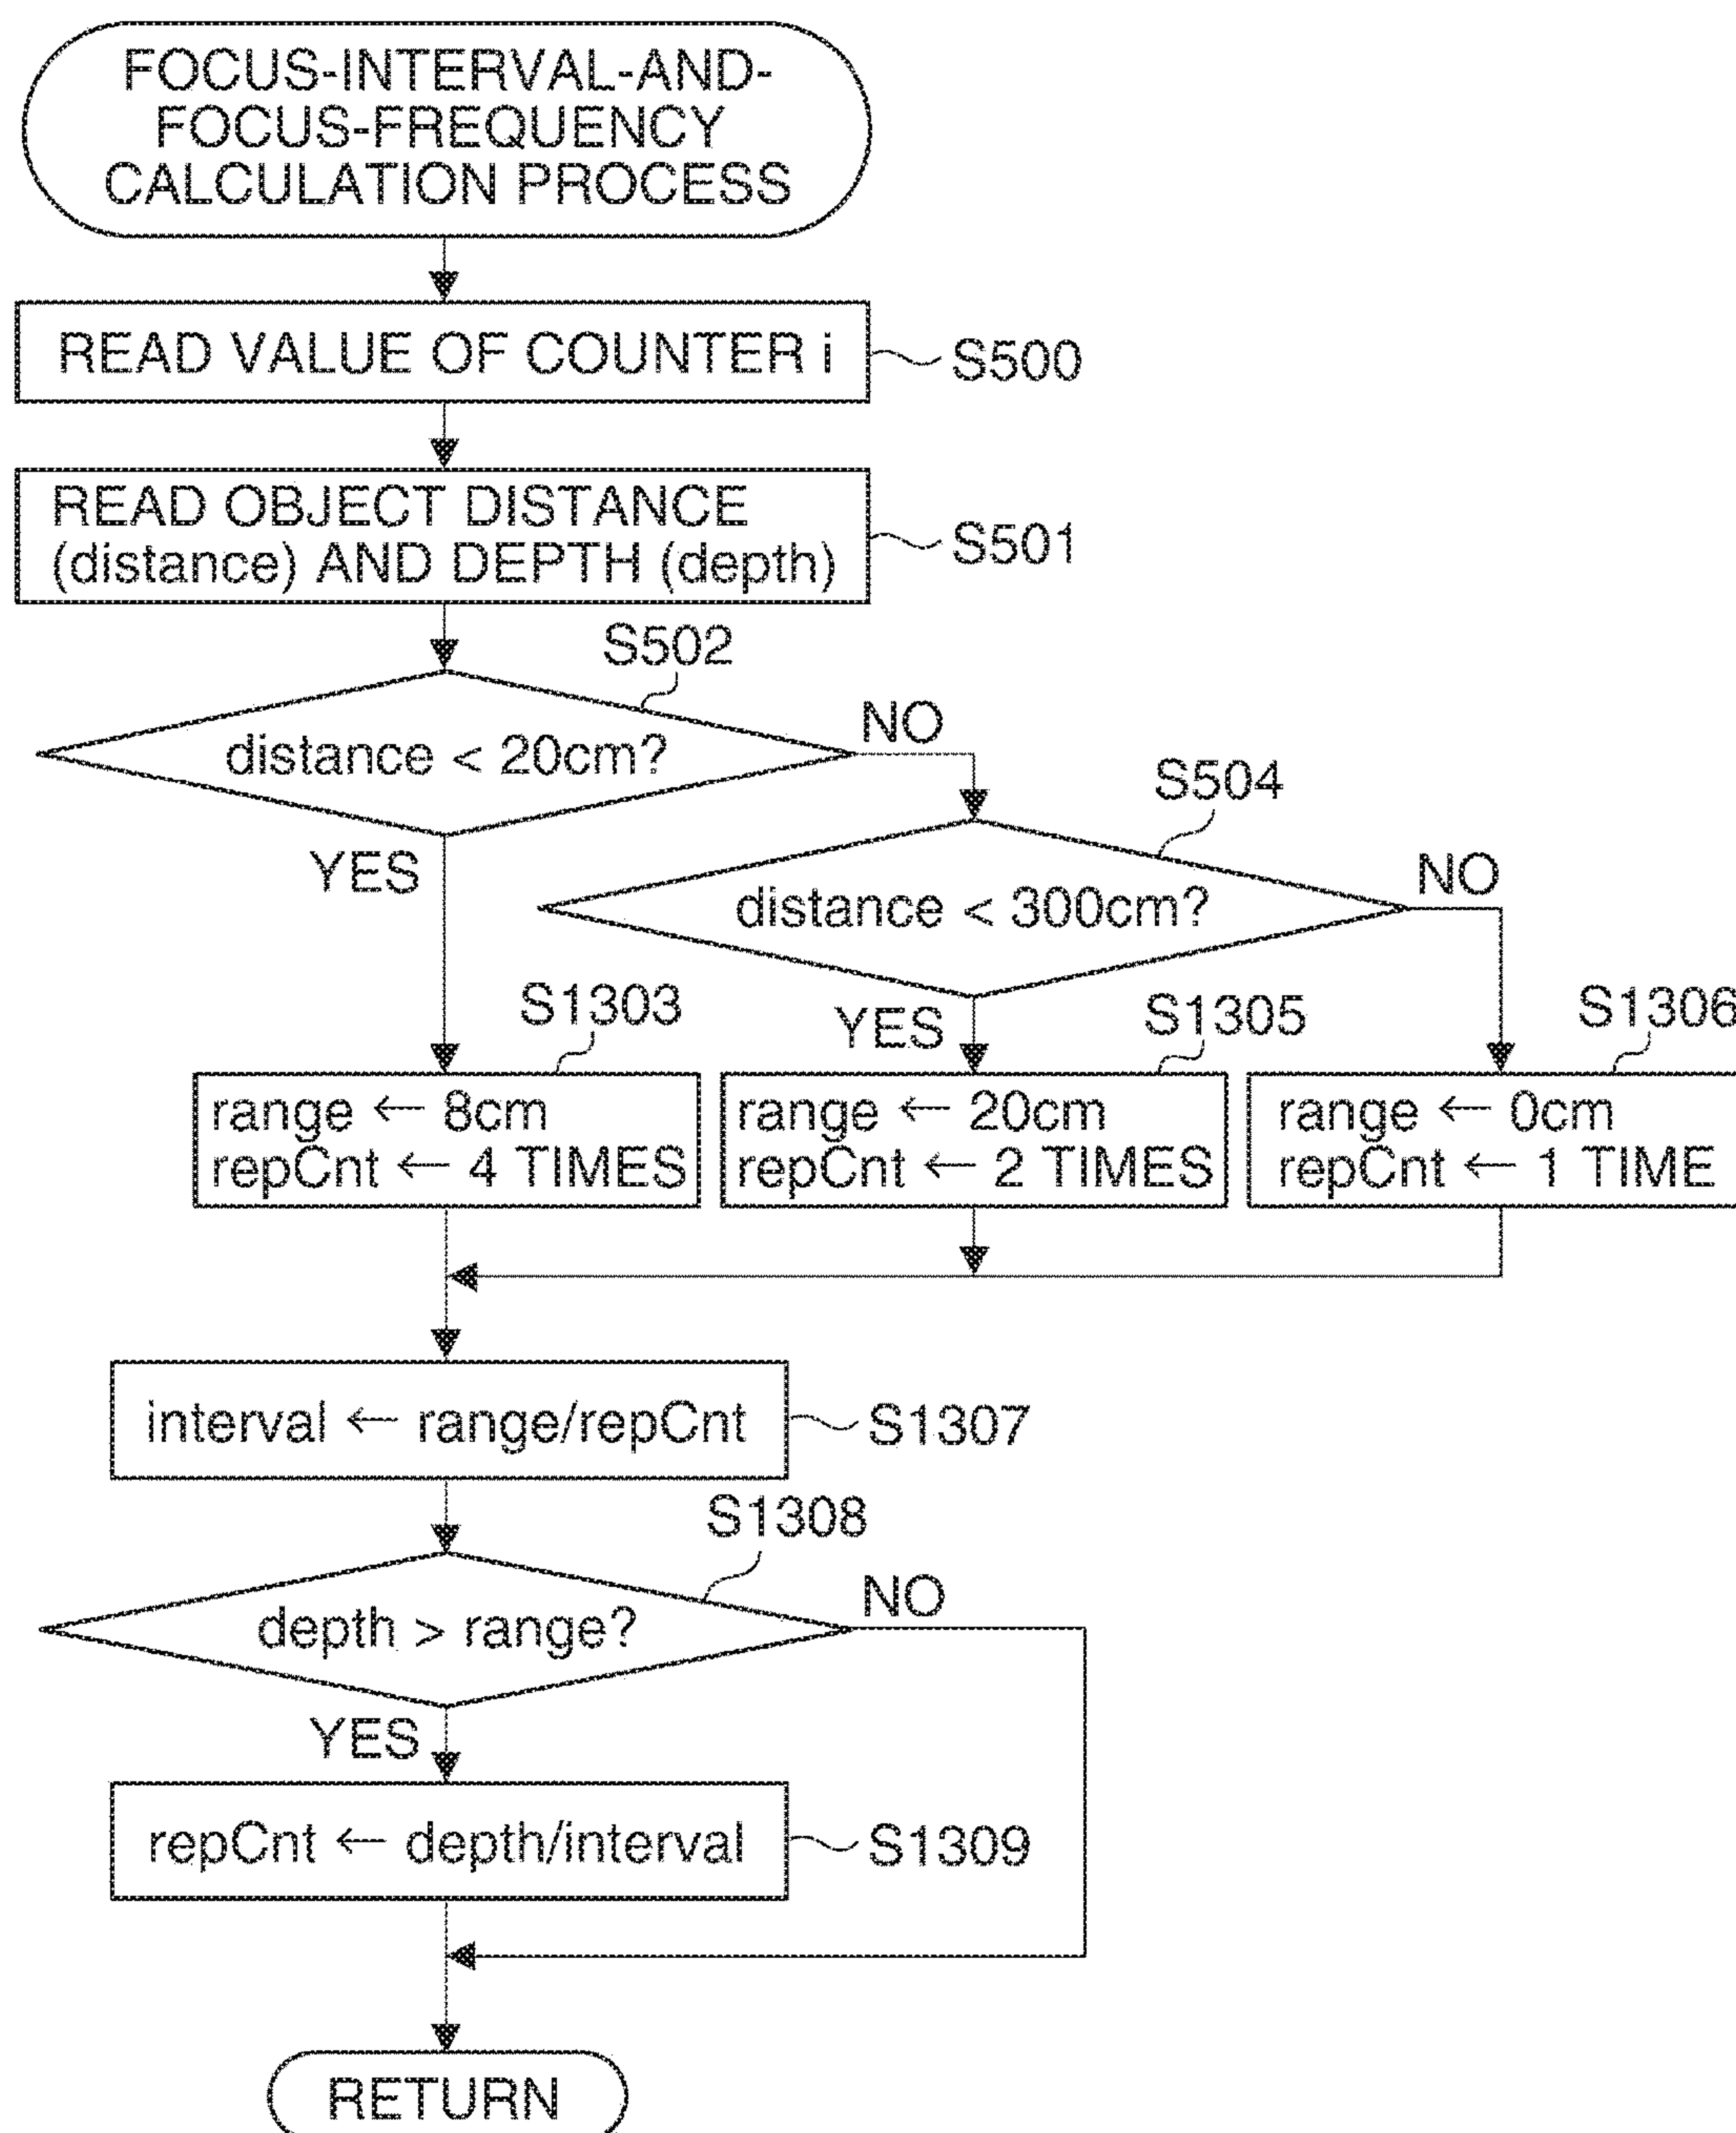 FOCUS-INTERVAL-AND-
FOCUS-FREQUENCY
CALCULATION PROCESS
READ VALUE OF COUNTER i
S500
READ OBJECT DISTANCE
(distance) AND DEPTH (depth)
S501
S502
distance < 20cm?
NO
YES
S504
distance < 300cm?
NO
YES
S1303
range ← 8cm
repCnt ← 4 TIMES
S1305
range ← 20cm
repCnt ← 2 TIMES
S1306
range ← 0cm
repCnt ← 1 TIME
interval ← range/repCnt
S1307
S1308
depth > range?
NO
YES
repCnt ← depth/interval
S1309
RETURN